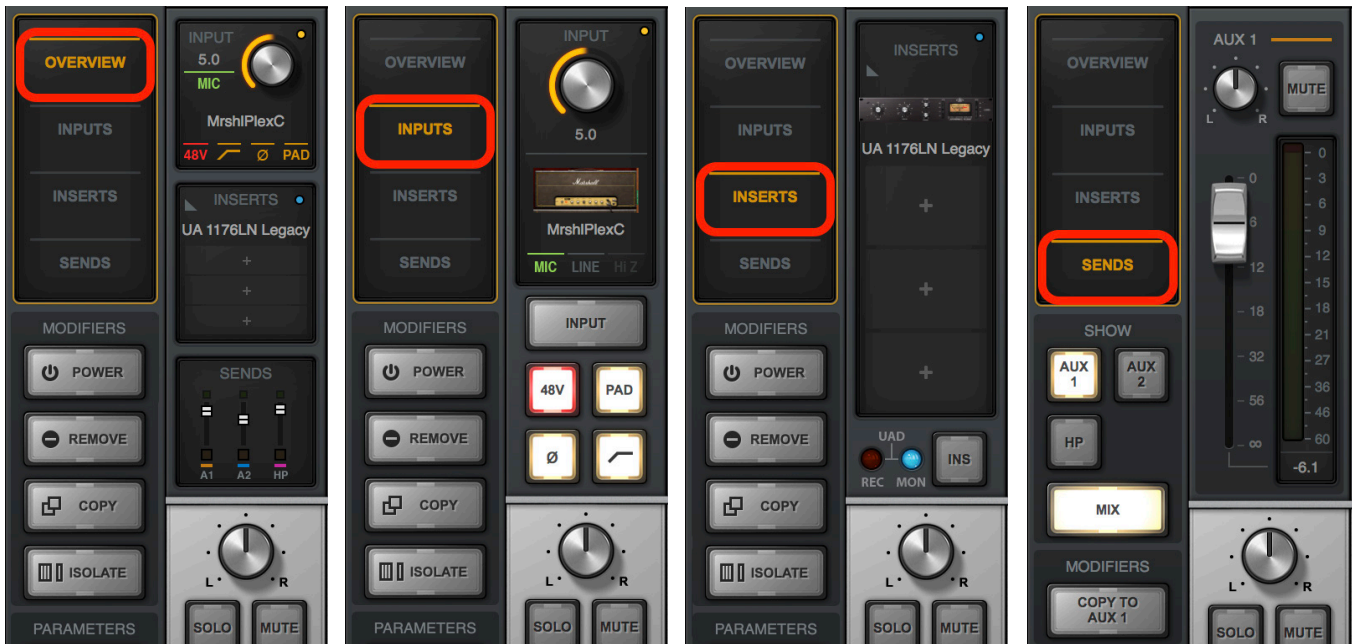 OVERVIEW
INPUTS
INSERTS
SENDS
MODIFIERS
POWER
REMOVE
COPY
ISOLATE
PARAMETERS
INPUT
5.0
MIC
MrshlPlexC
48V Ø PAD
INSERTS
UA 1176LN Legacy
+
+
+
SENDS
A1 A2 HP
L R
SOLO MUTE
OVERVIEW
INPUTS
INSERTS
SENDS
MODIFIERS
POWER
REMOVE
COPY
ISOLATE
PARAMETERS
INPUT
5.0
Marshall
MrshlPlexC
MIC LINE Hi Z
INPUT
48V PAD
Ø
L R
SOLO MUTE
OVERVIEW
INPUTS
INSERTS
SENDS
MODIFIERS
POWER
REMOVE
COPY
ISOLATE
PARAMETERS
INSERTS
UA 1176LN Legacy
+
+
+
UAD
REC MON
INS
L R
SOLO MUTE
OVERVIEW
INPUTS
INSERTS
SENDS
SHOW
AUX 1
AUX 2
HP
MIX
MODIFIERS
COPY TO
AUX 1
AUX 1
MUTE
L R
0
6
12
18
32
56
∞
0
3
6
9
12
15
18
21
27
36
46
60
-6.1
L R
SOLO MUTE